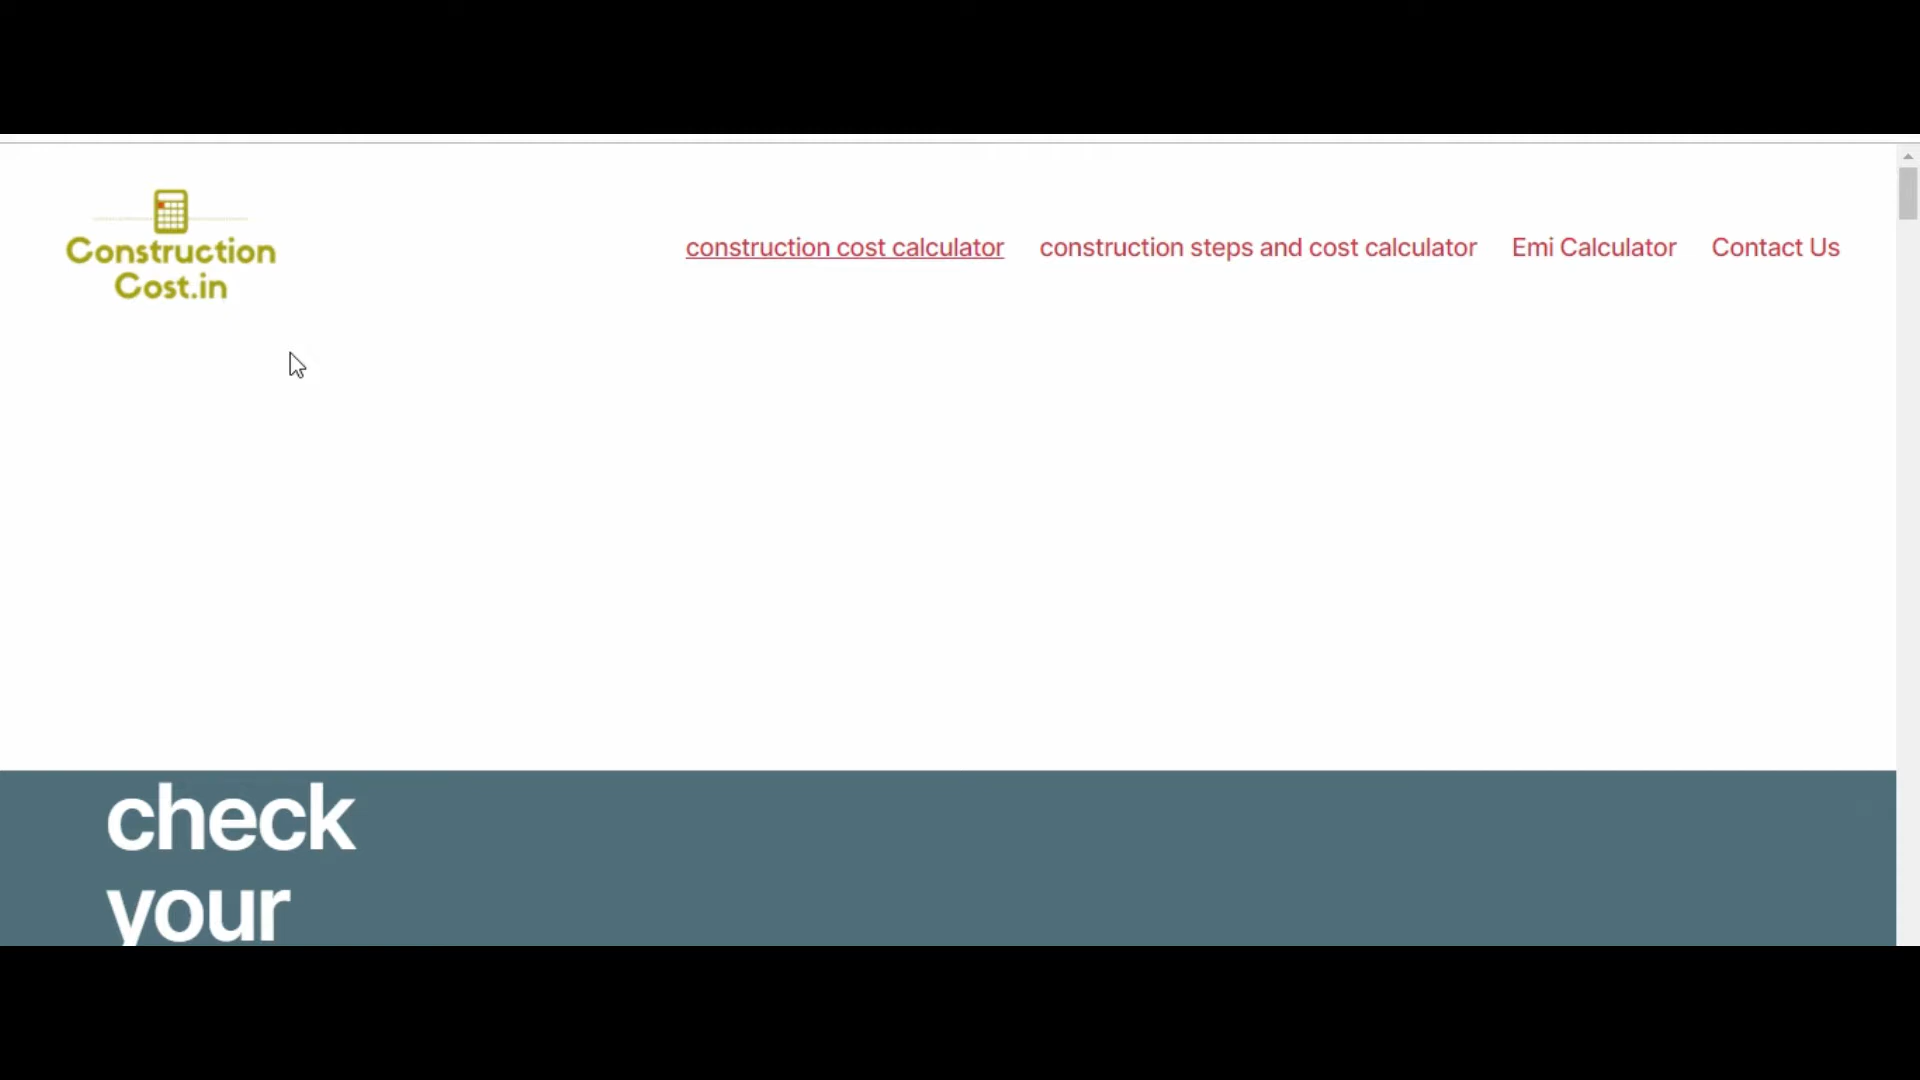 Construction
Cost.in
construction cost calculator construction steps and cost calculator Emi Calculator Contact Us
check
your